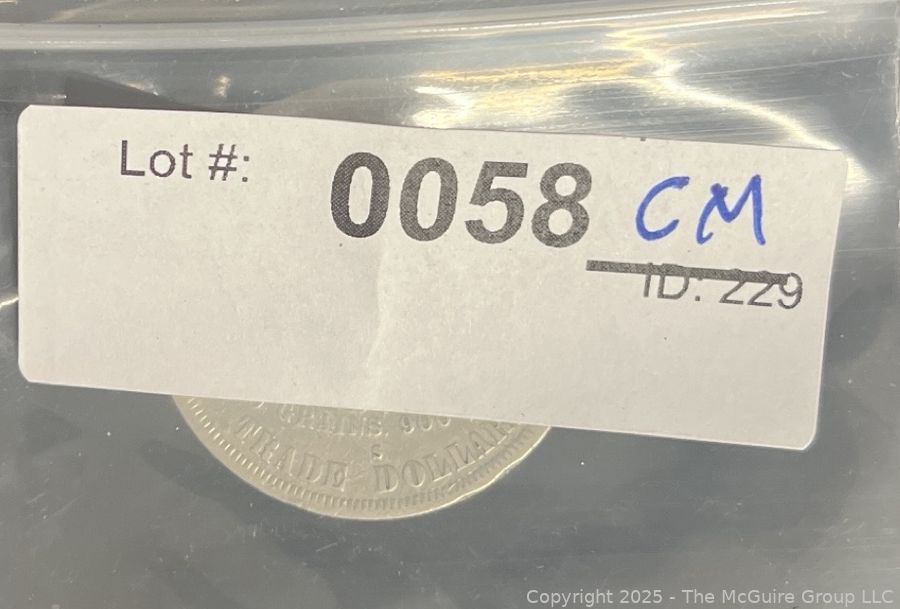 Lot #: 0058 CM
ID: 229
GRAINS. 900
S
TRADE DOLLAR
Copyright 2025 - The McGuire Group LLC